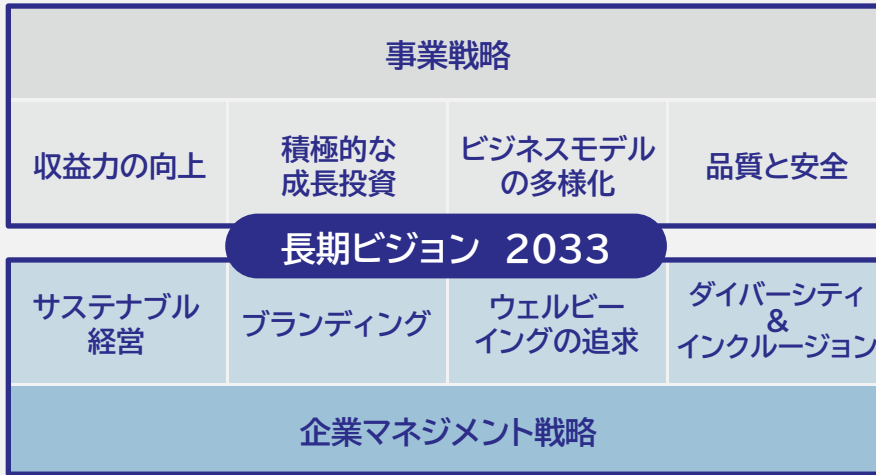 事業戦略
収益力の向上
積極的な
成長投資
ビジネスモデル
の多様化
品質と安全
長期ビジョン 2033
サステナブル
経営
ブランディング
ウェルビー
イングの追求
ダイバーシティ
&
インクルージョン
企業マネジメント戦略